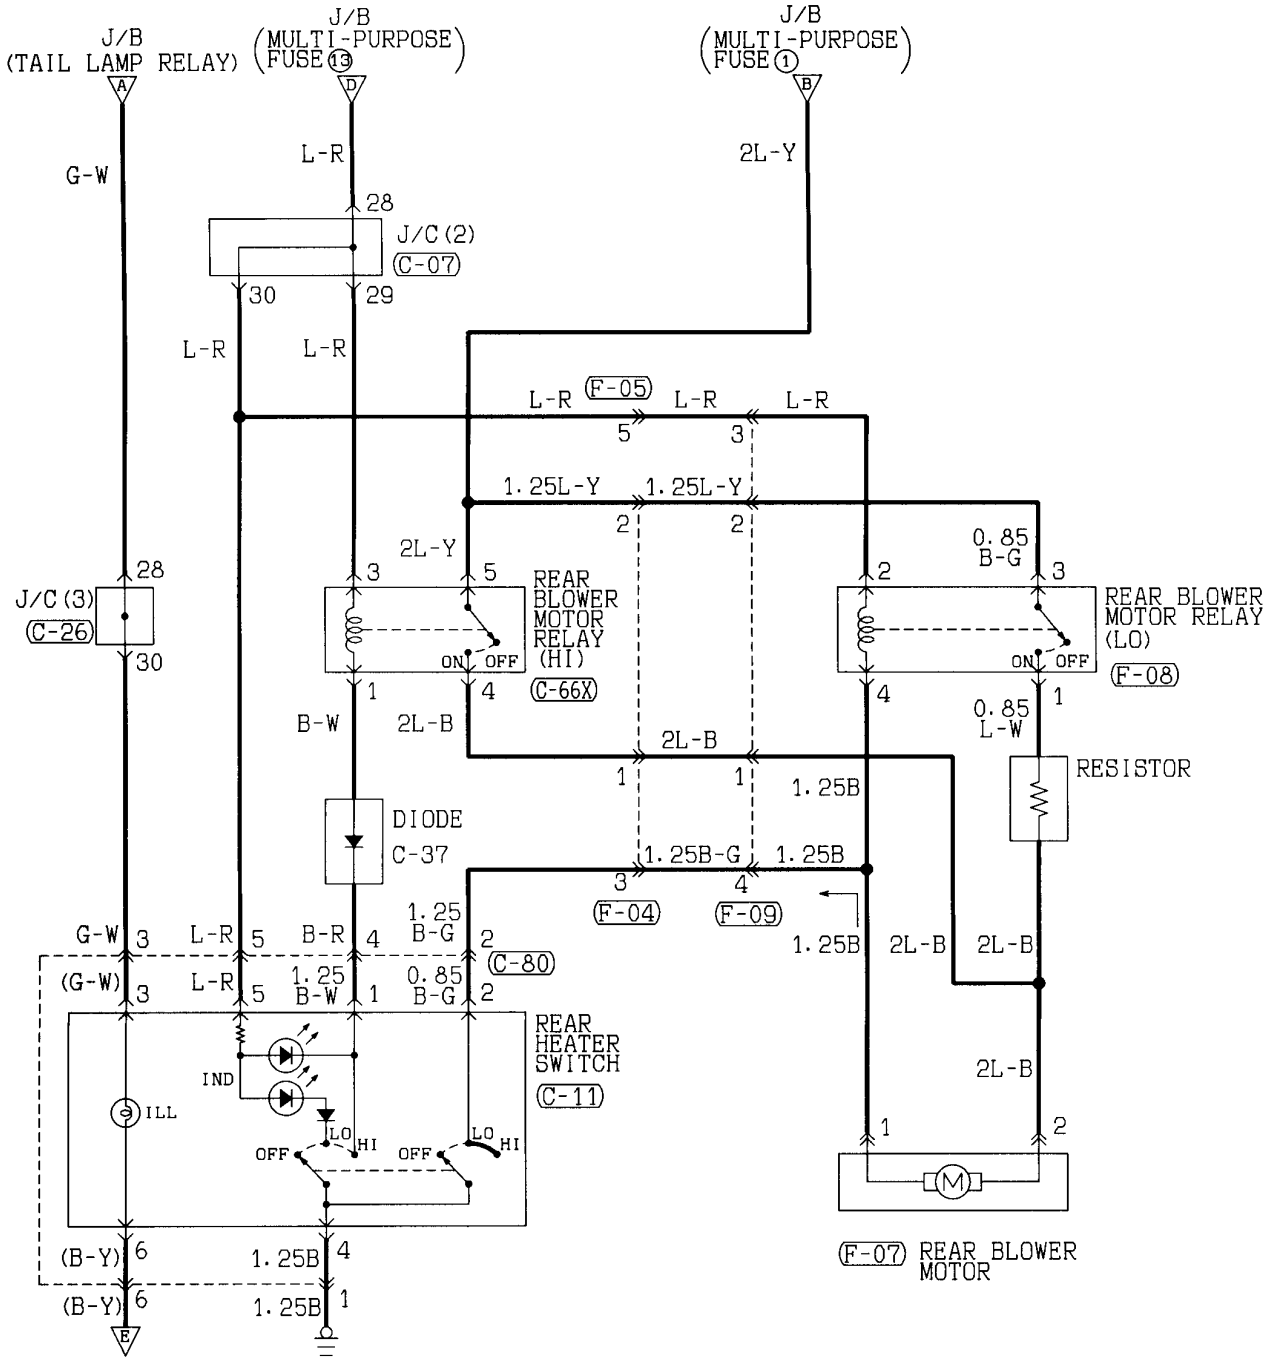 J/B
(TAIL LAMP RELAY)
A
J/B
(MULTI-PURPOSE)
FUSE 13
D
J/B
(MULTI-PURPOSE)
FUSE 1
B
G-W
L-R
2L-Y
28
J/C(2)
C-07
30
29
L-R
L-R
F-05
L-R
L-R
L-R
5
3
1.25L-Y
1.25L-Y
2
2
2L-Y
0.85
B-G
28
J/C(3)
C-26
30
3
5
REAR
BLOWER
MOTOR
RELAY
(HI)
C-66X
ON
OFF
1
4
2
3
REAR BLOWER
MOTOR RELAY
(LO)
F-08
ON
OFF
4
1
B-W
2L-B
2L-B
0.85
L-W
RESISTOR
1
1
1.25B
DIODE
C-37
1.25B-G
1.25B
3
4
F-04
F-09
1.25
B-G
1.25B
2L-B
2L-B
G-W
3
L-R
5
B-R
4
2
C-80
(G-W)
3
L-R
5
1.25
B-W
1
0.85
B-G
2
REAR
HEATER
SWITCH
C-11
IND
ILL
LO
HI
OFF
LO
HI
OFF
2L-B
1
2
M
F-07
REAR BLOWER
MOTOR
(B-Y)
6
1.25B
4
(B-Y)
6
1.25B
1
E